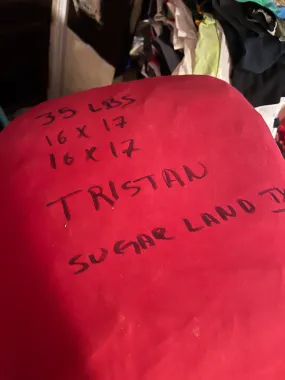 35 LBS
16 X 17
16 X 17
TRISTAN
SUGAR LAND TX